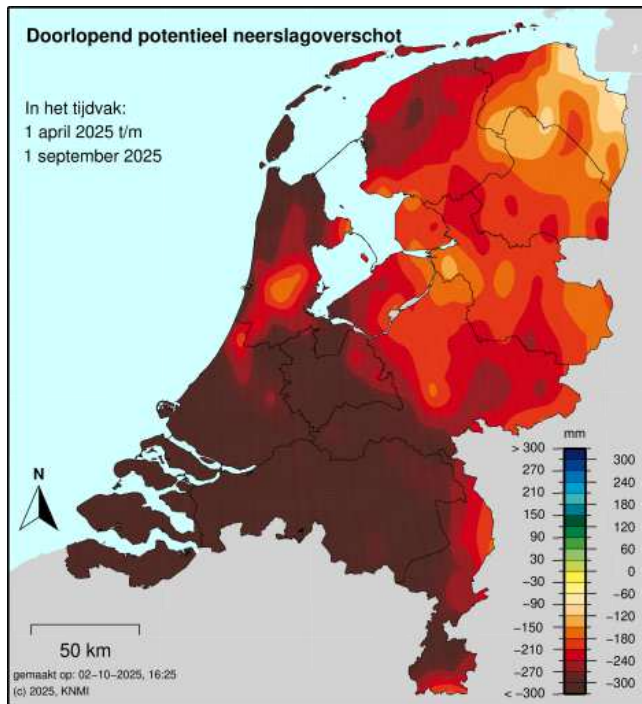 Doorlopend potentieel neerslagoverschot
In het tijdvak:
1 april 2025 t/m
1 september 2025
N
50 km
gemaakt op: 02−10−2025, 16:25
(c) 2025, KNMI
mm
> 300
300
270
240
210
180
150
120
90
60
30
0
−30
−60
−90
−120
−150
−180
−210
−240
−270
−300
< −300